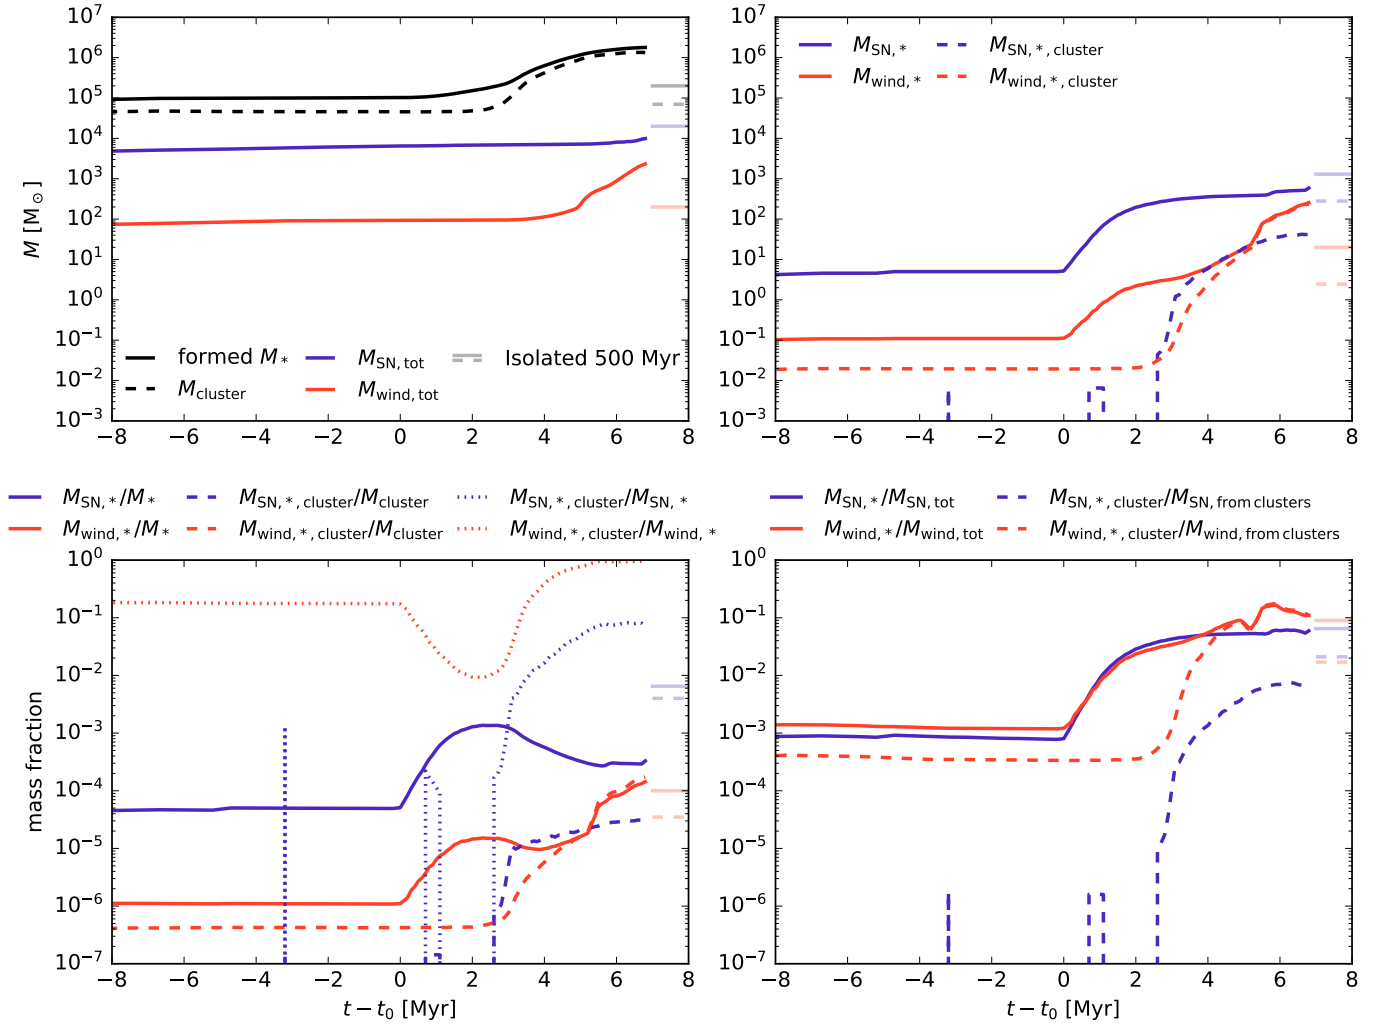 10^7
10^6
10^5
10^4
10^3
10^2
10^1
10^0
10^−1
10^−2
10^−3
M [M⊙]
formed M_*
M_cluster
M_SN,tot
M_wind,tot
Isolated 500 Myr
−8 −6 −4 −2 0 2 4 6 8
10^7
10^6
10^5
10^4
10^3
10^2
10^1
10^0
10^−1
10^−2
10^−3
M_SN,* M_SN,*,cluster
M_wind,* M_wind,*,cluster
−8 −6 −4 −2 0 2 4 6 8
M_SN,*/M_* M_SN,*,cluster/M_cluster M_SN,*,cluster/M_SN,*
M_wind,*/M_* M_wind,*,cluster/M_cluster M_wind,*,cluster/M_wind,*
10^0
10^−1
10^−2
10^−3
10^−4
10^−5
10^−6
10^−7
mass fraction
−8 −6 −4 −2 0 2 4 6 8
t − t_0 [Myr]
M_SN,*/M_SN,tot M_SN,*,cluster/M_SN,from clusters
M_wind,*/M_wind,tot M_wind,*,cluster/M_wind,from clusters
10^0
10^−1
10^−2
10^−3
10^−4
10^−5
10^−6
10^−7
−8 −6 −4 −2 0 2 4 6 8
t − t_0 [Myr]